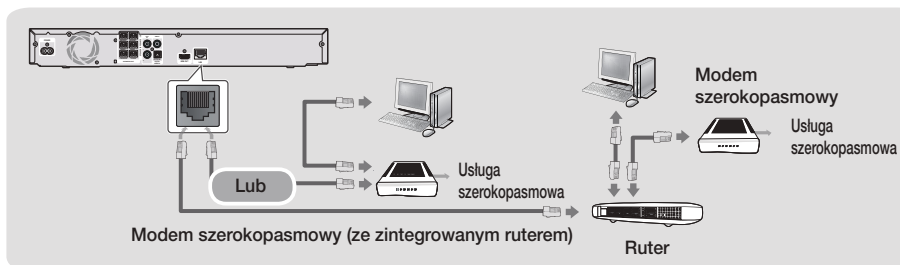 Modem
szerokopasmowy
Usługa
szerokopasmowa
Lub
Usługa
szerokopasmowa
Modem szerokopasmowy (ze zintegrowanym ruterem)
Ruter